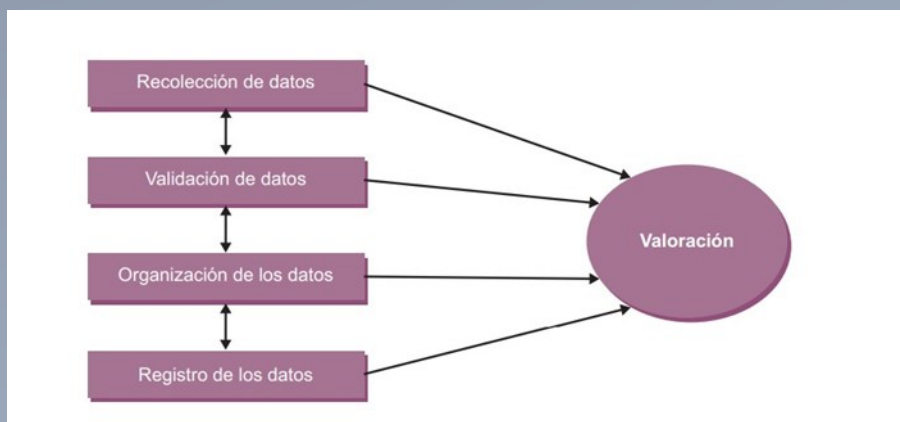 Recolección de datos
Validación de datos
Organización de los datos
Registro de los datos
Valoración